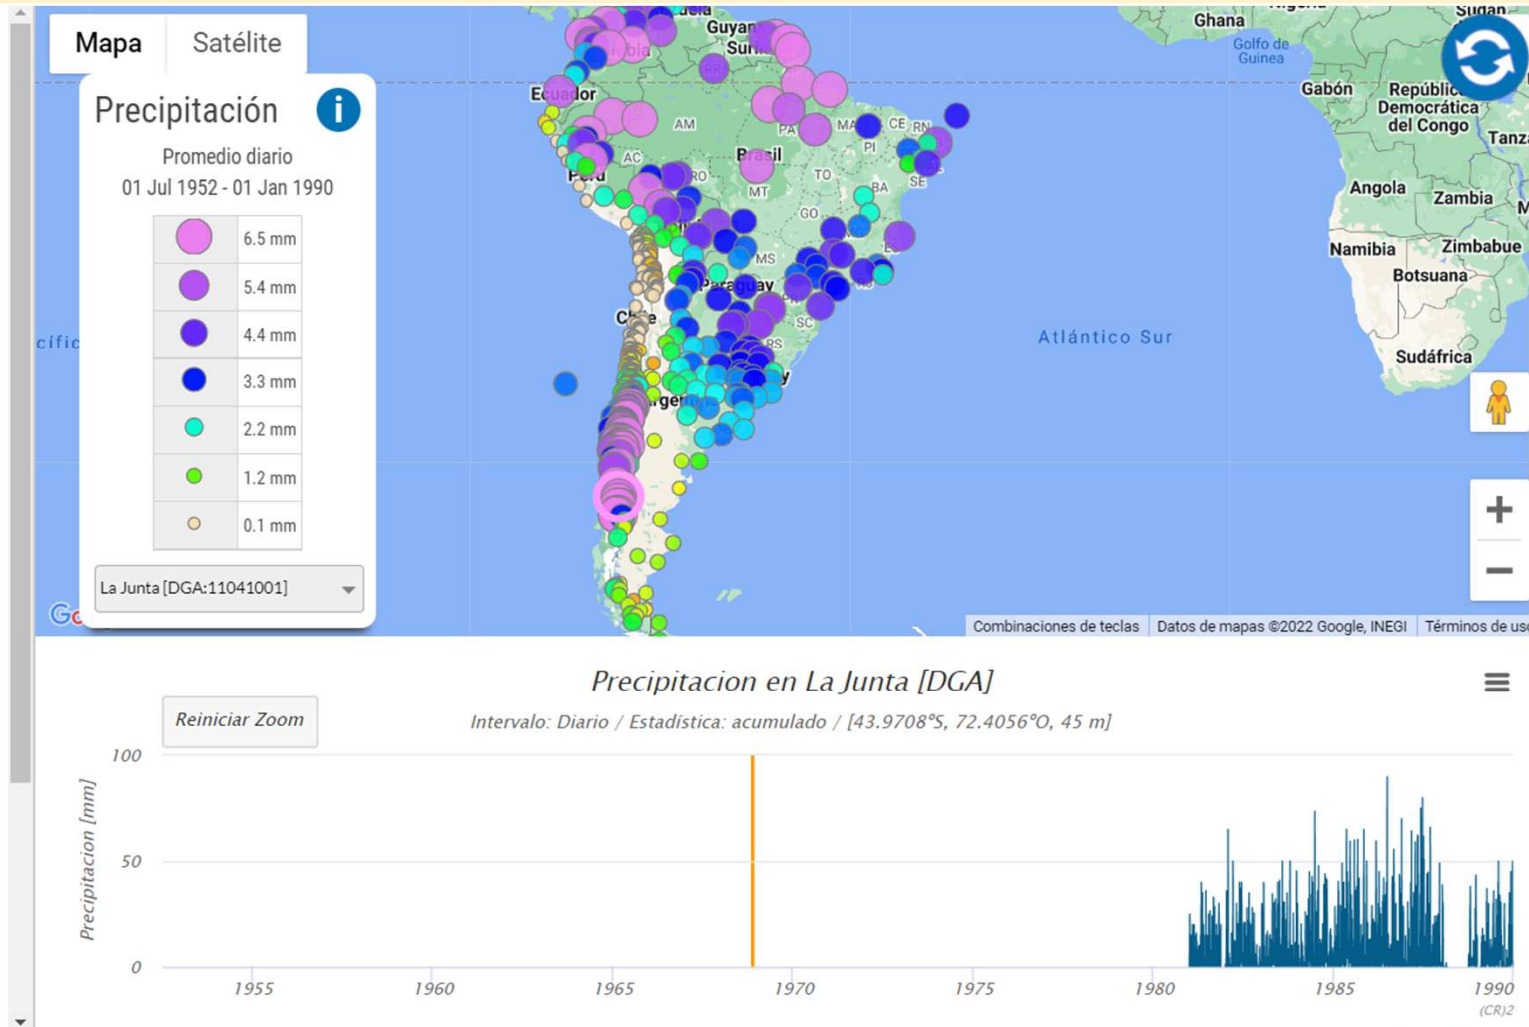 Mapa
Satélite
Precipitación
i
Promedio diario
01 Jul 1952 - 01 Jan 1990
6.5 mm
5.4 mm
4.4 mm
3.3 mm
2.2 mm
1.2 mm
0.1 mm
La Junta [DGA:11041001]
Ecuador
Perú
Brasil
Paraguay
AM
AC
RO
RR
PA
MA
PI
CE
RN
SE
TO
BA
MT
GO
MS
SC
RS
Ghana
Golfo de
Guinea
Gabón
Democrática
del Congo
Angola
Zambia
Namibia
Zimbabue
Botsuana
Sudáfrica
Atlántico Sur
Combinaciones de teclas
Datos de mapas ©2022 Google, INEGI
Términos de uso
Precipitacion en La Junta [DGA]
Reiniciar Zoom
Intervalo: Diario / Estadística: acumulado / [43.9708°S, 72.4056°O, 45 m]
Precipitacion [mm]
100
50
0
1955
1960
1965
1970
1975
1980
1985
1990
(CR)2